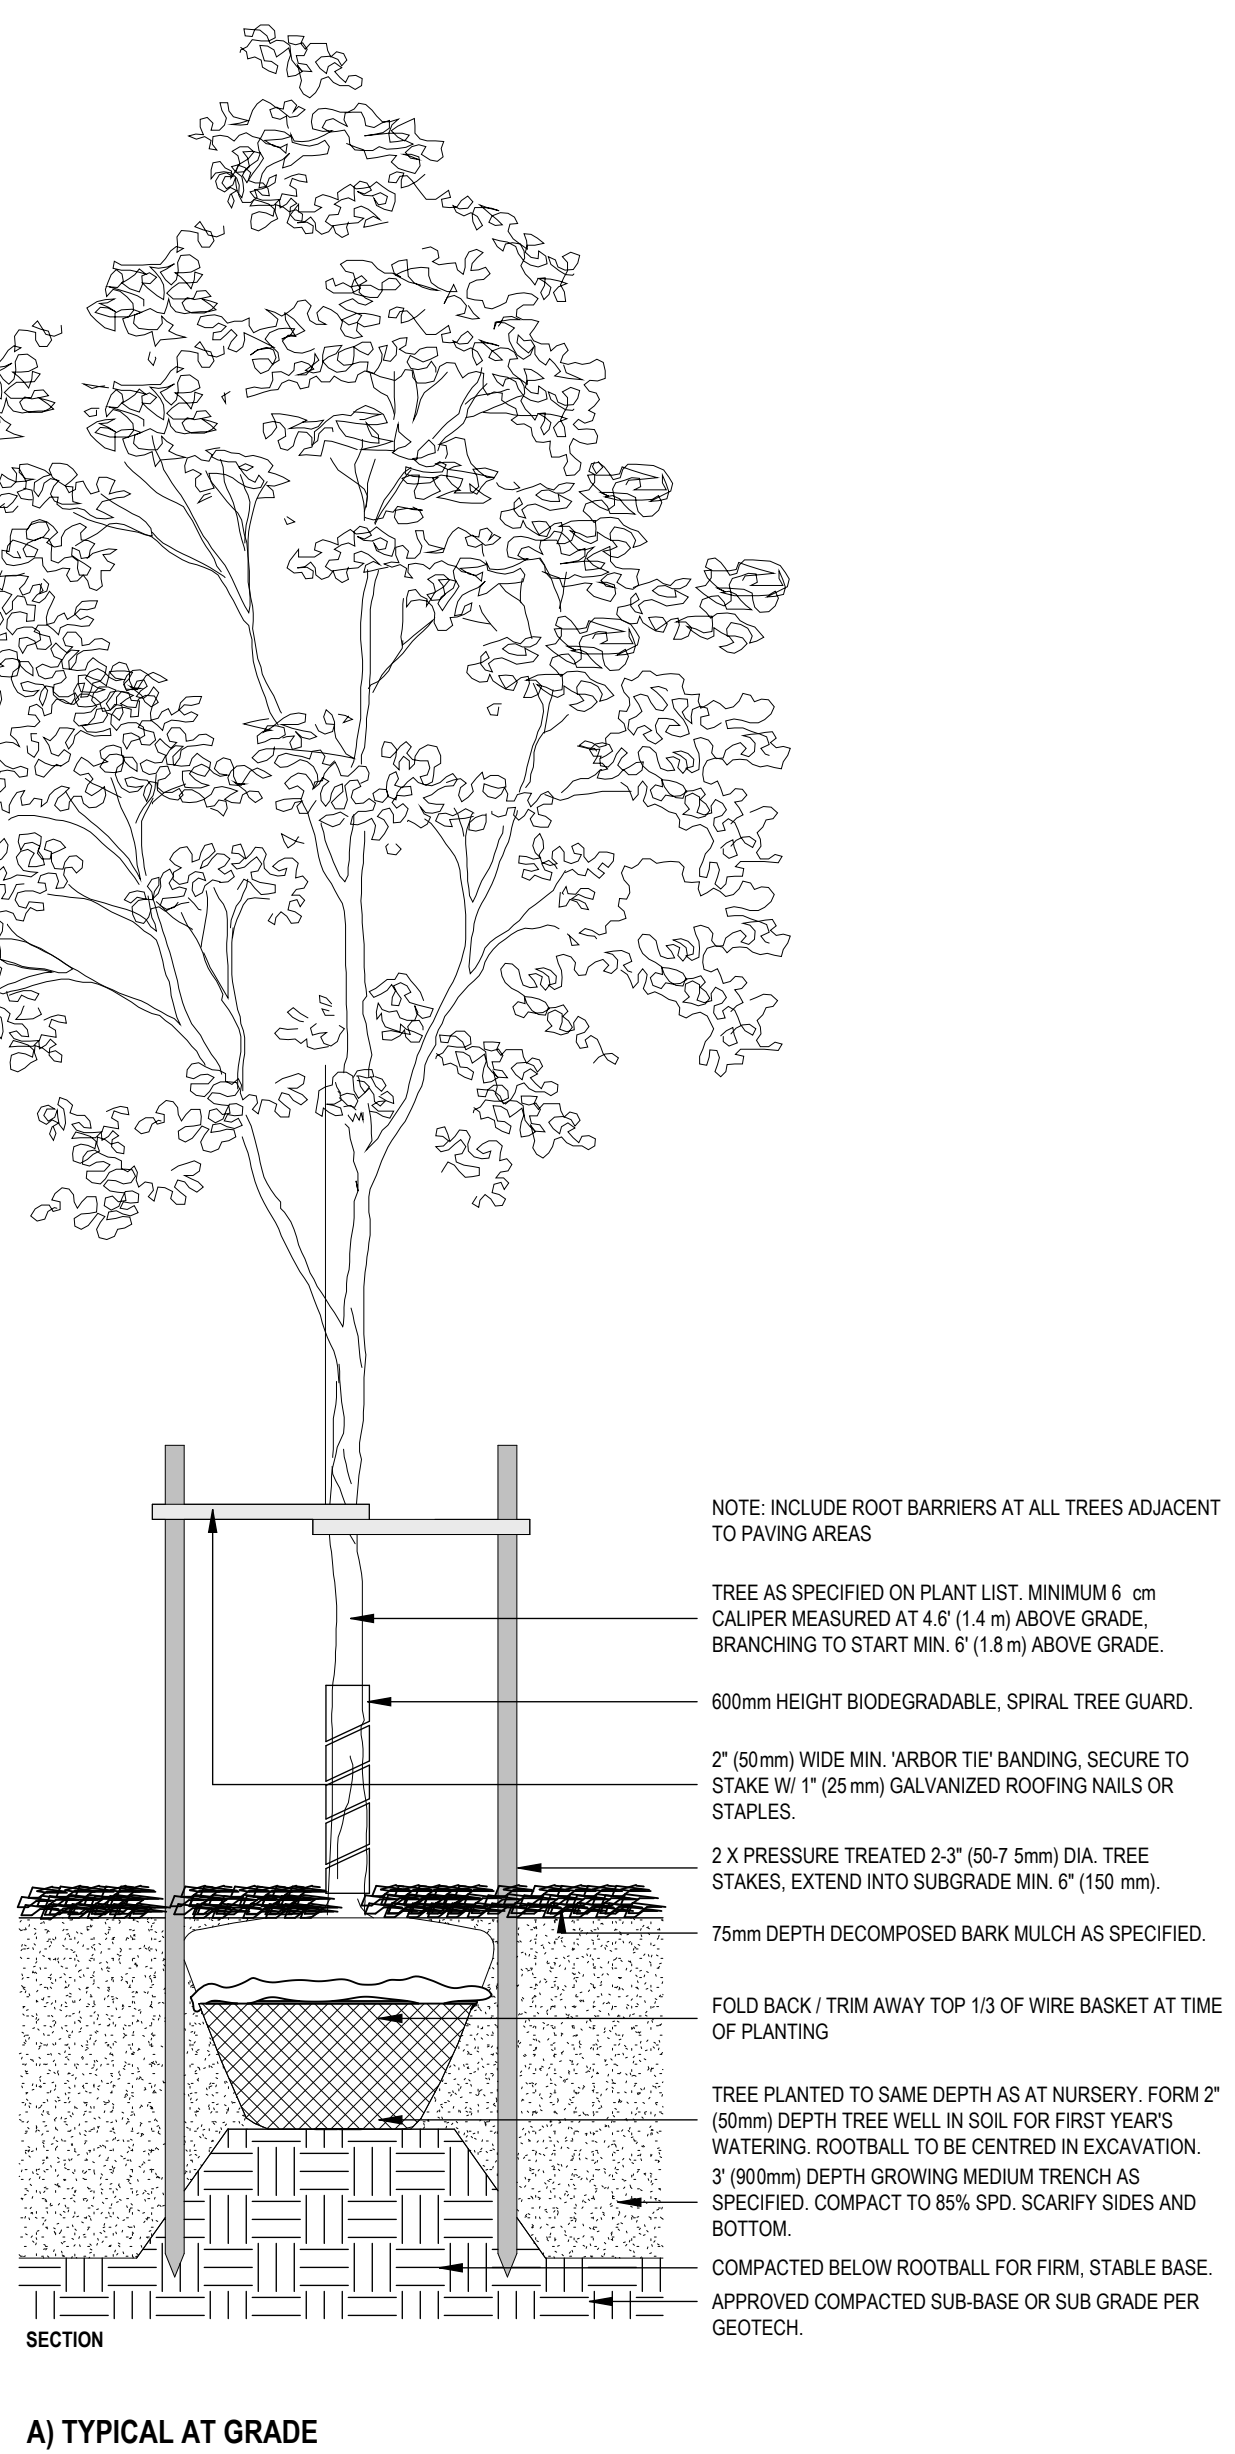 NOTE: INCLUDE ROOT BARRIERS AT ALL TREES ADJACENT
TO PAVING AREAS
TREE AS SPECIFIED ON PLANT LIST. MINIMUM 6 cm
CALIPER MEASURED AT 4.6' (1.4 m) ABOVE GRADE,
BRANCHING TO START MIN. 6' (1.8 m) ABOVE GRADE.
600mm HEIGHT BIODEGRADABLE, SPIRAL TREE GUARD.
2" (50mm) WIDE MIN. 'ARBOR TIE' BANDING, SECURE TO
STAKE W/ 1" (25 mm) GALVANIZED ROOFING NAILS OR
STAPLES.
2 X PRESSURE TREATED 2-3" (50-7 5mm) DIA. TREE
STAKES, EXTEND INTO SUBGRADE MIN. 6" (150 mm).
75mm DEPTH DECOMPOSED BARK MULCH AS SPECIFIED.
FOLD BACK / TRIM AWAY TOP 1/3 OF WIRE BASKET AT TIME
OF PLANTING
TREE PLANTED TO SAME DEPTH AS AT NURSERY. FORM 2"
(50mm) DEPTH TREE WELL IN SOIL FOR FIRST YEAR'S
WATERING. ROOTBALL TO BE CENTRED IN EXCAVATION.
3' (900mm) DEPTH GROWING MEDIUM TRENCH AS
SPECIFIED. COMPACT TO 85% SPD. SCARIFY SIDES AND
BOTTOM.
COMPACTED BELOW ROOTBALL FOR FIRM, STABLE BASE.
APPROVED COMPACTED SUB-BASE OR SUB GRADE PER
GEOTECH.
SECTION
A) TYPICAL AT GRADE